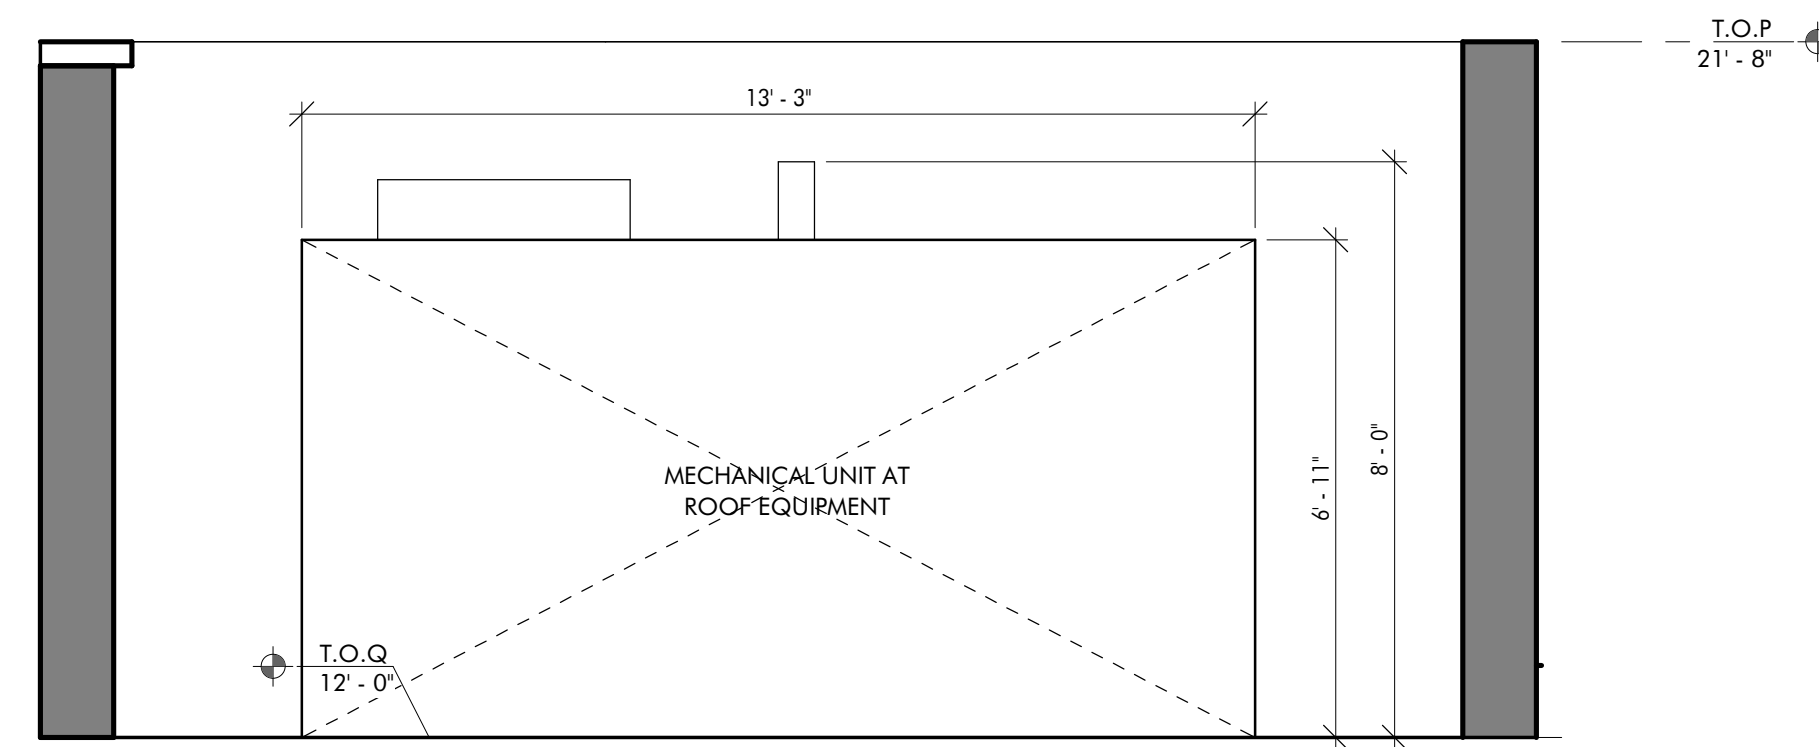 T.O.P
21' - 8"
13' - 3"
MECHANICAL UNIT AT
ROOF EQUIPMENT
6' - 11"
8' - 0"
T.O.Q
12' - 0"